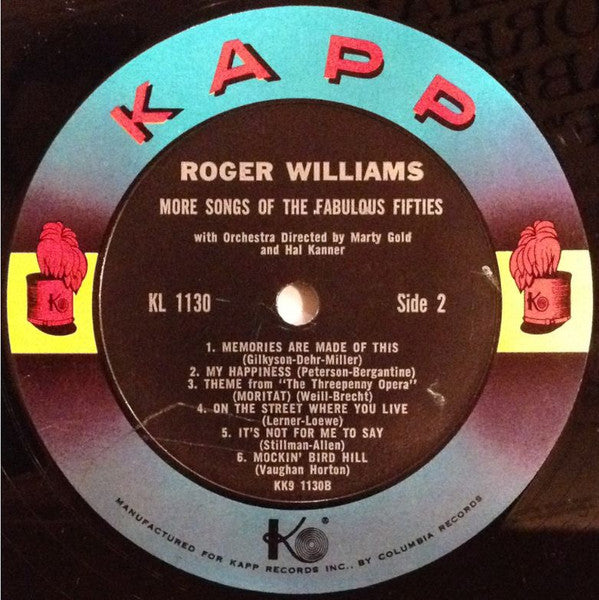 KAPP
ROGER WILLIAMS
MORE SONGS OF THE FABULOUS FIFTIES
with Orchestra Directed by Marty Gold
and Hal Kanner
KL 1130 Side 2
1. MEMORIES ARE MADE OF THIS
(Gilkyson-Dehr-Miller)
2. MY HAPPINESS (Peterson-Bergantine)
3. THEME from "The Threepenny Opera"
(MORITAT) (Weill-Brecht)
4. ON THE STREET WHERE YOU LIVE
(Lerner-Loewe)
5. IT'S NOT FOR ME TO SAY
(Stillman-Allen)
6. MOCKIN' BIRD HILL
(Vaughan Horton)
KK9 1130B
K
K
K ®
MANUFACTURED FOR KAPP RECORDS INC., BY COLUMBIA RECORDS